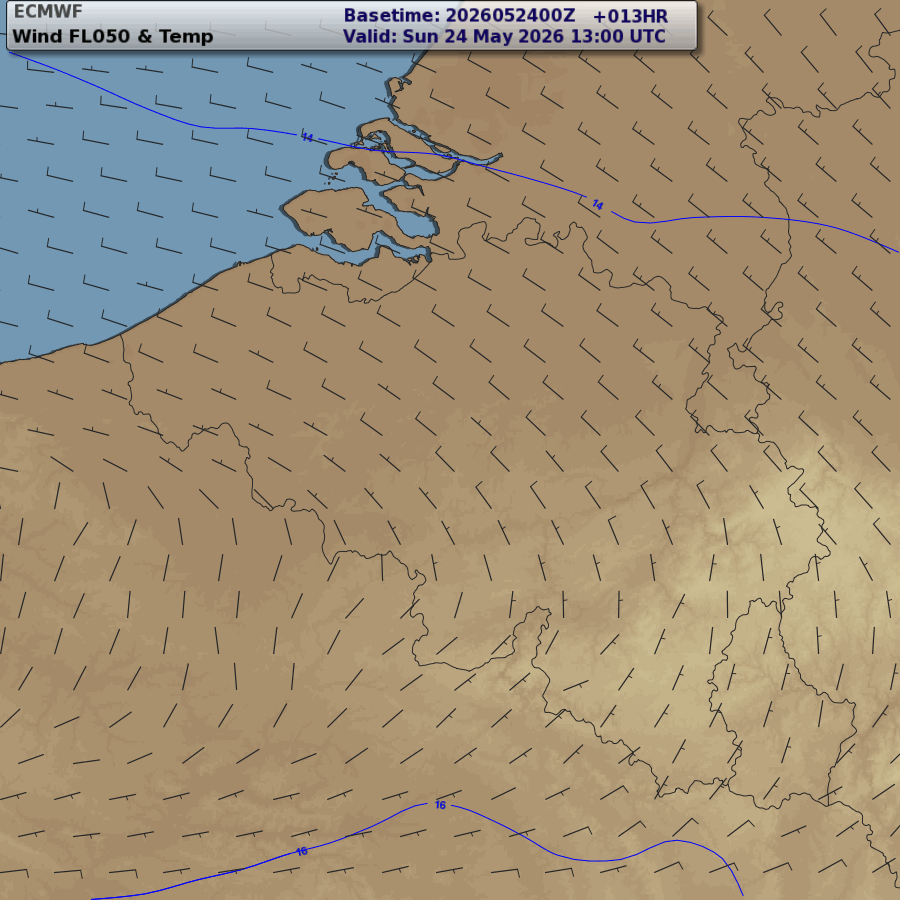 ECMWF
Basetime: 2026052400Z +013HR
Wind FL050 & Temp
Valid: Sun 24 May 2026 13:00 UTC
14
14
16
16